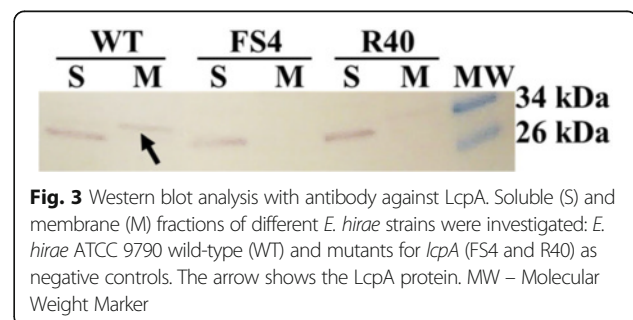 WT FS4 R40
S M S M S M MW
34 kDa
26 kDa
Fig. 3 Western blot analysis with antibody against LcpA. Soluble (S) and
membrane (M) fractions of different E. hirae strains were investigated: E.
hirae ATCC 9790 wild-type (WT) and mutants for lcpA (FS4 and R40) as
negative controls. The arrow shows the LcpA protein. MW – Molecular
Weight Marker